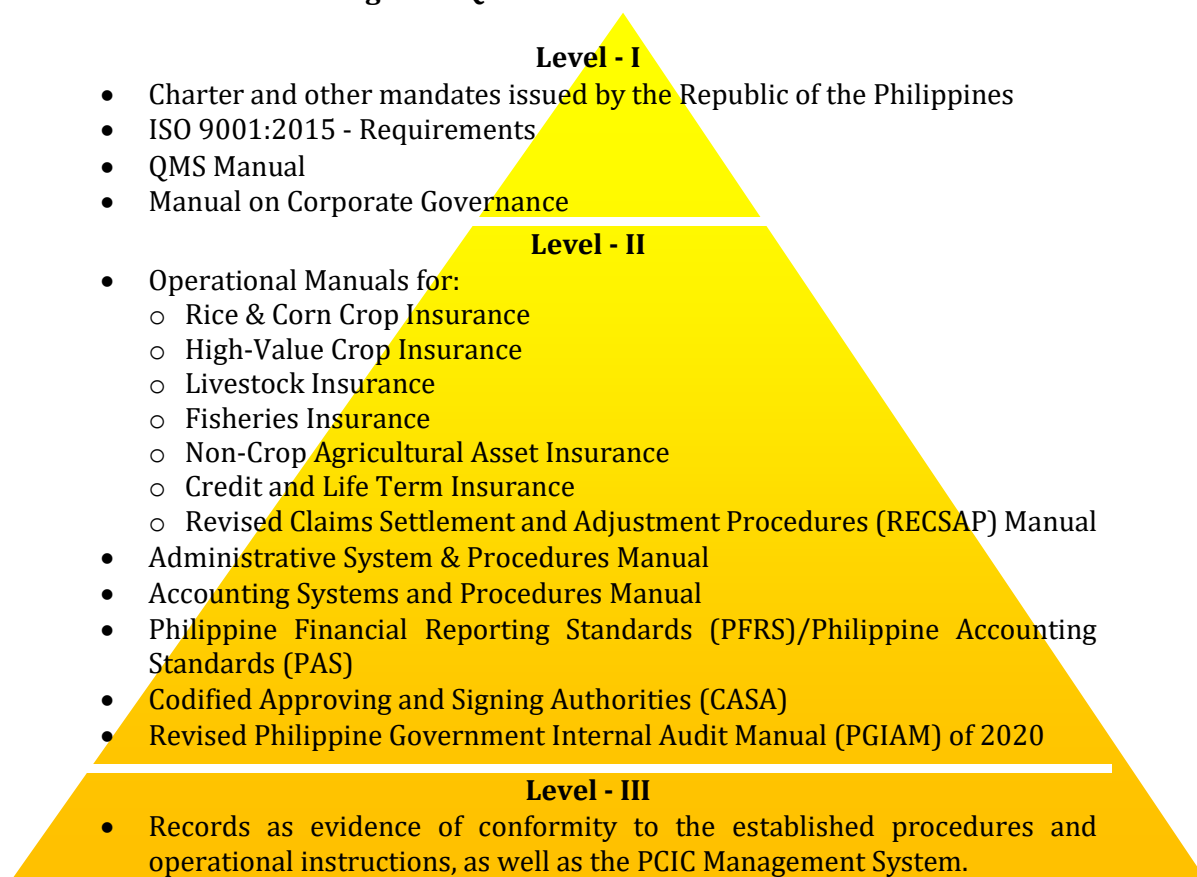 Level - I
• Charter and other mandates issued by the Republic of the Philippines
• ISO 9001:2015 - Requirements
• QMS Manual
• Manual on Corporate Governance
Level - II
• Operational Manuals for:
o Rice & Corn Crop Insurance
o High-Value Crop Insurance
o Livestock Insurance
o Fisheries Insurance
o Non-Crop Agricultural Asset Insurance
o Credit and Life Term Insurance
o Revised Claims Settlement and Adjustment Procedures (RECSAP) Manual
• Administrative System & Procedures Manual
• Accounting Systems and Procedures Manual
• Philippine Financial Reporting Standards (PFRS)/Philippine Accounting
Standards (PAS)
• Codified Approving and Signing Authorities (CASA)
• Revised Philippine Government Internal Audit Manual (PGIAM) of 2020
Level - III
• Records as evidence of conformity to the established procedures and
operational instructions, as well as the PCIC Management System.